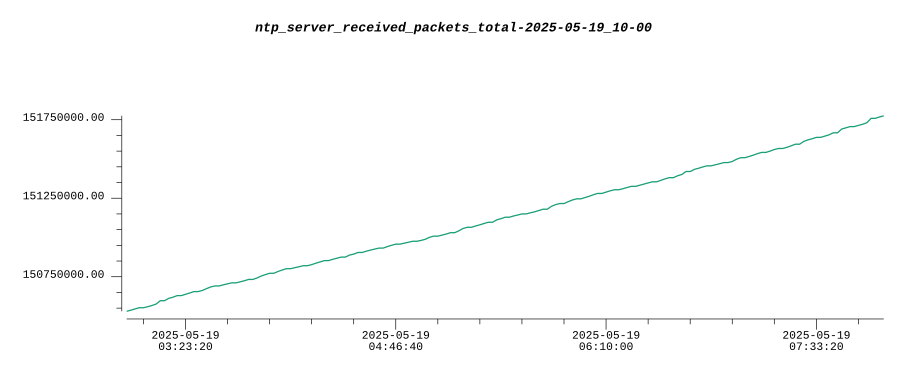 ntp_server_received_packets_total-2025-05-19_10-00
151750000.00
151250000.00
150750000.00
2025-05-19 2025-05-19 2025-05-19 2025-05-19
03:23:20 04:46:40 06:10:00 07:33:20